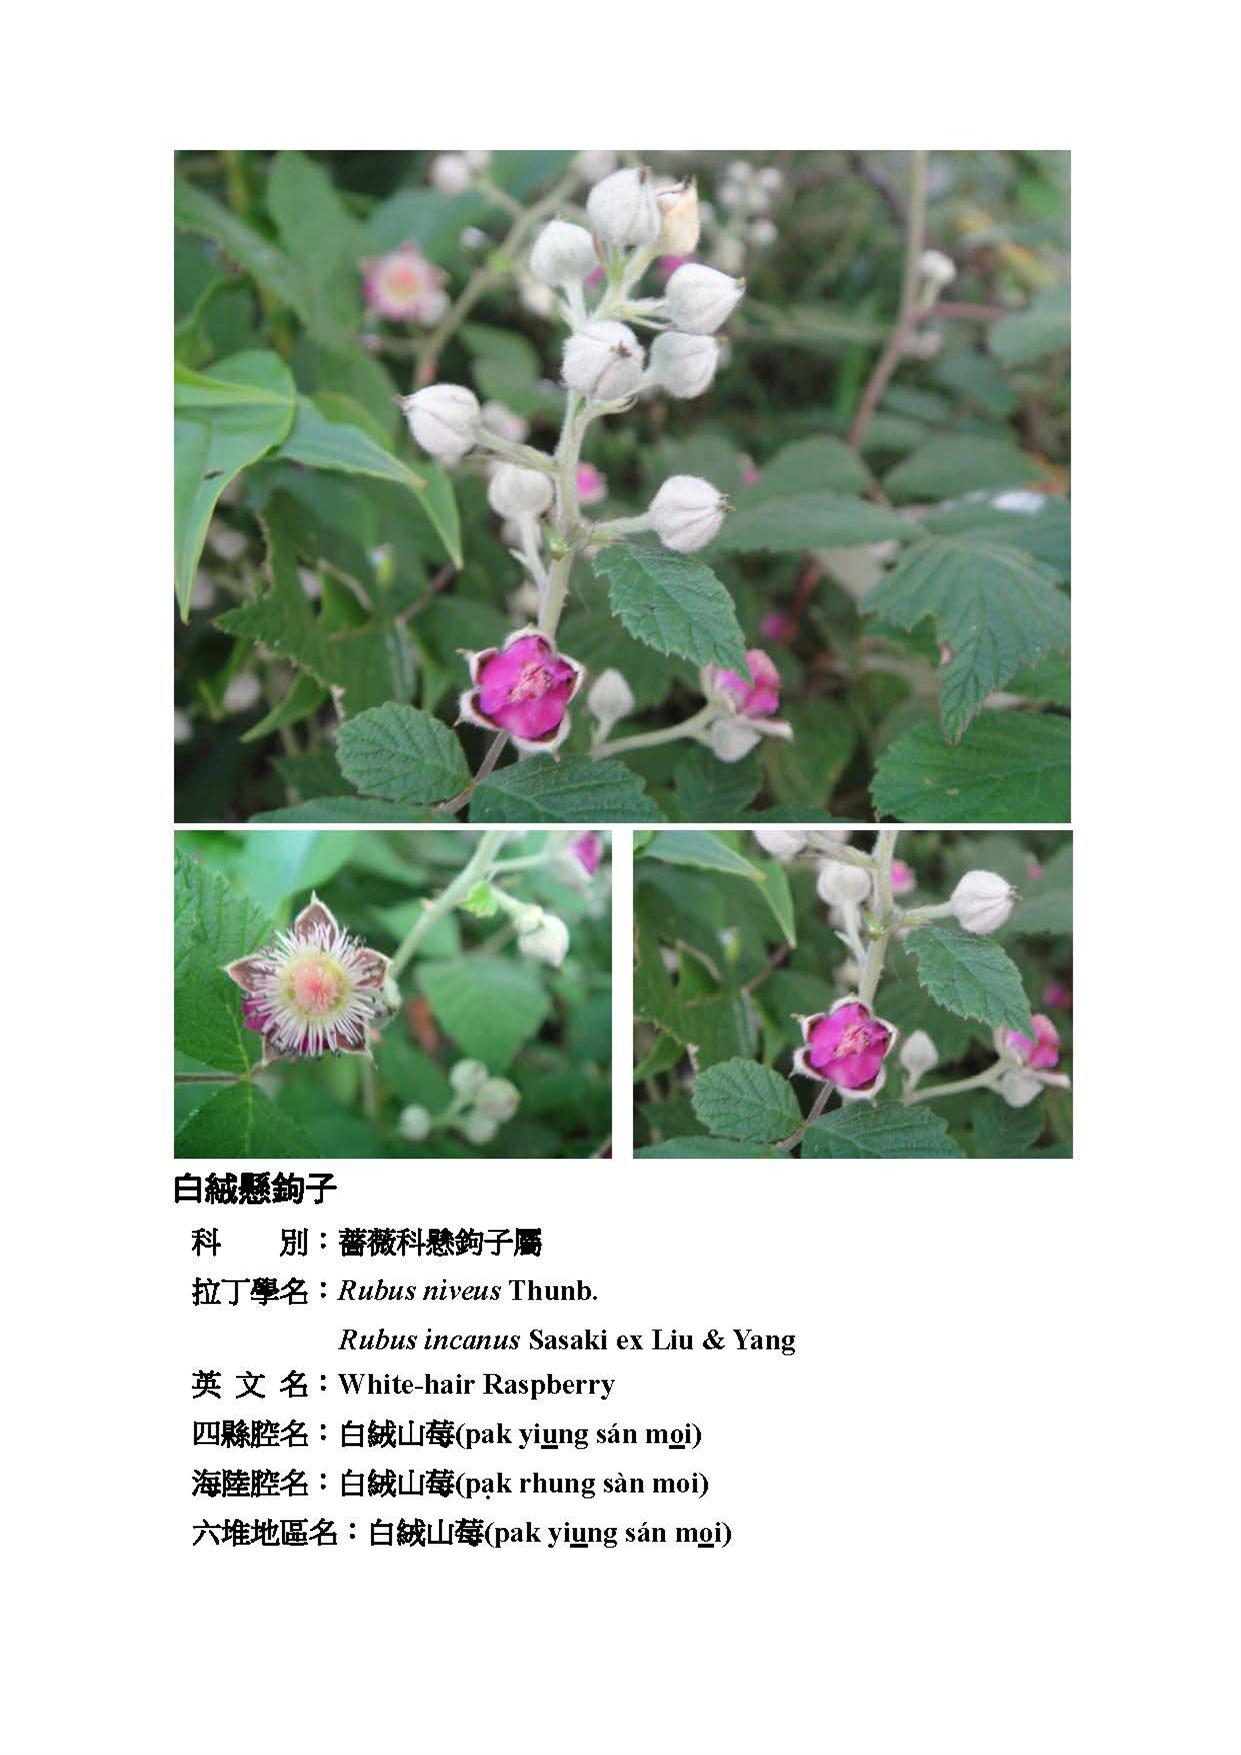 白絨懸鉤子
科　　別：薔薇科懸鉤子屬
拉丁學名：Rubus niveus Thunb.
Rubus incanus Sasaki ex Liu & Yang
英 文 名：White-hair Raspberry
四縣腔名：白絨山莓(pak yiu̲ng sán mo̲i)
海陸腔名：白絨山莓(pa̩k rhung sàn moi)
六堆地區名：白絨山莓(pak yiu̲ng sán mo̲i)